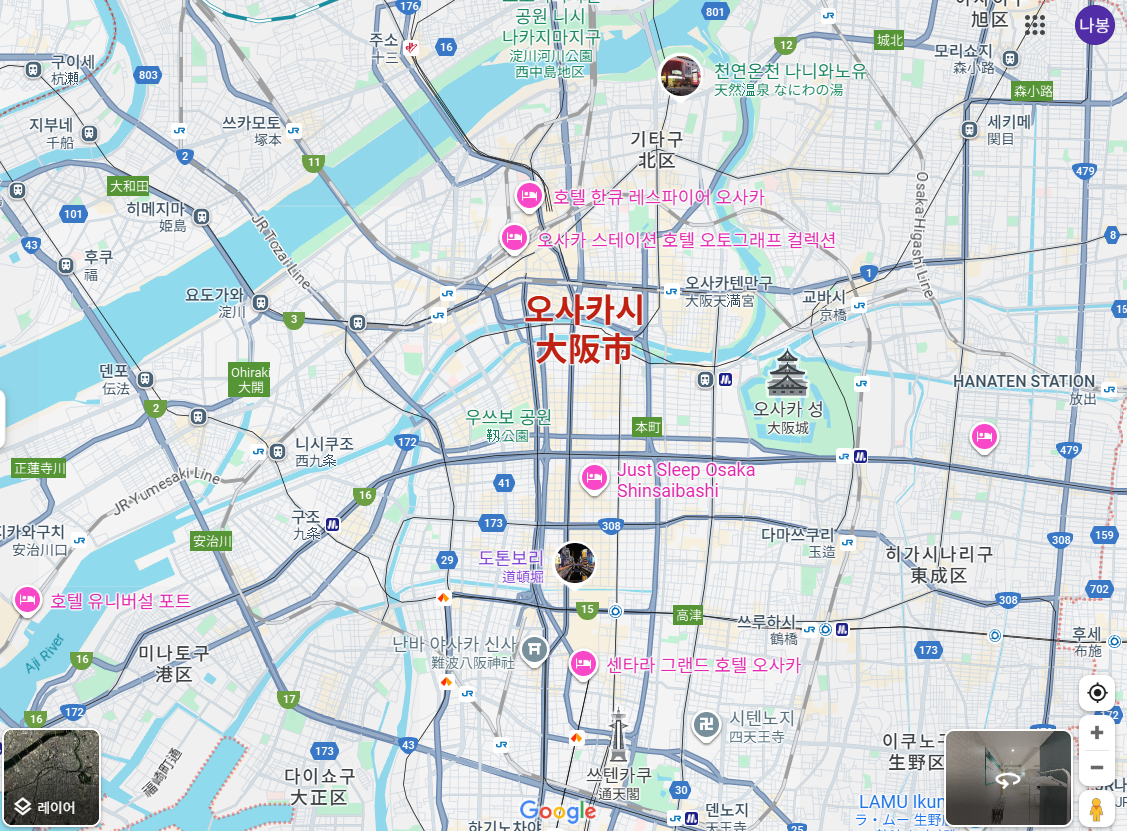 176
801
공원 니시
나카지마지구
淀川河川公園
西中島地区
旭区
나봉
주소
十三
16
12
城北
모리쇼지
森小路
구이세
杭瀬
803
천연온천 나니와노유
天然温泉 なにわの湯
森小路
지부네
千船
쓰카모토
塚本
JR
2
11
기타구
北区
세키메
関目
479
大和田
101
히메지마
姫島
43
호텔 한큐 레스파이어 오사카
오사카 스테이션 호텔 오토그래프 컬렉션
8
후쿠
福
JR Tozai Line
Osaka Higashi Line
1
요도가와
淀川
3
오사카텐만구
大阪天満宮
교바시
京橋
오사카시
大阪市
덴포
伝法
Ohiraki
大開
2
HANATEN STATION
放出
오사카 성
大阪城
우쓰보 공원
靱公園
本町
172
니시쿠조
西九条
479
正蓮寺川
JR Yumesaki Line
16
41
Just Sleep Osaka
Shinsaibashi
구조
九条
173
308
安治川
지카와구치
安治川口
다마쓰쿠리
玉造
308
159
히가시나리구
東成区
29
도톤보리
道頓堀
702
호텔 유니버설 포트
15
高津
308
쓰루하시
鶴橋
후세
布施
Aji River
16
미나토구
港区
난바 야사카 신사
難波八阪神社
센타라 그랜드 호텔 오사카
173
16
172
17
시텐노지
四天王寺
173
43
福崎町通
이쿠노구
生野区
다이쇼구
大正区
쓰텐카쿠
通天閣
30
레이어
Google
덴노지
天王寺
25
LAMU Ikun
ラ・ムー 生野
하기노차야